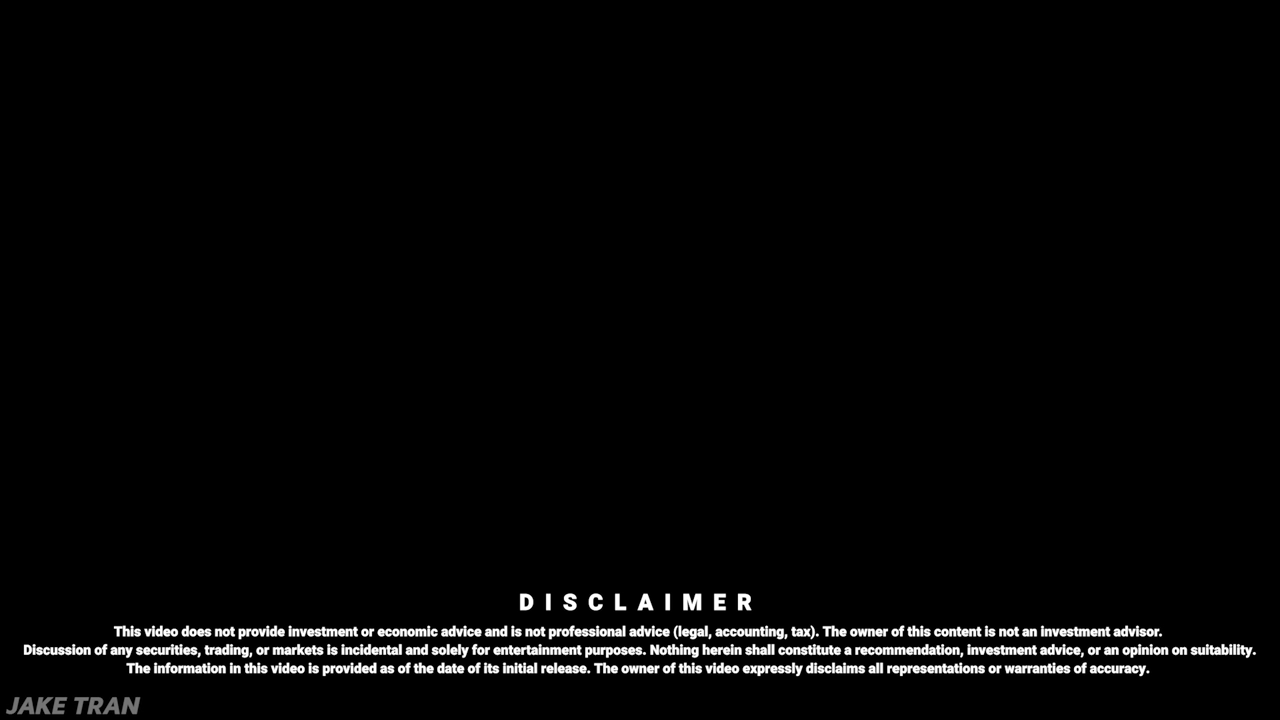 DISCLAIMER
This video does not provide investment or economic advice and is not professional advice (legal, accounting, tax). The owner of this content is not an investment advisor.
Discussion of any securities, trading, or markets is incidental and solely for entertainment purposes. Nothing herein shall constitute a recommendation, investment advice, or an opinion on suitability.
The information in this video is provided as of the date of its initial release. The owner of this video expressly disclaims all representations or warranties of accuracy.
JAKE TRAN